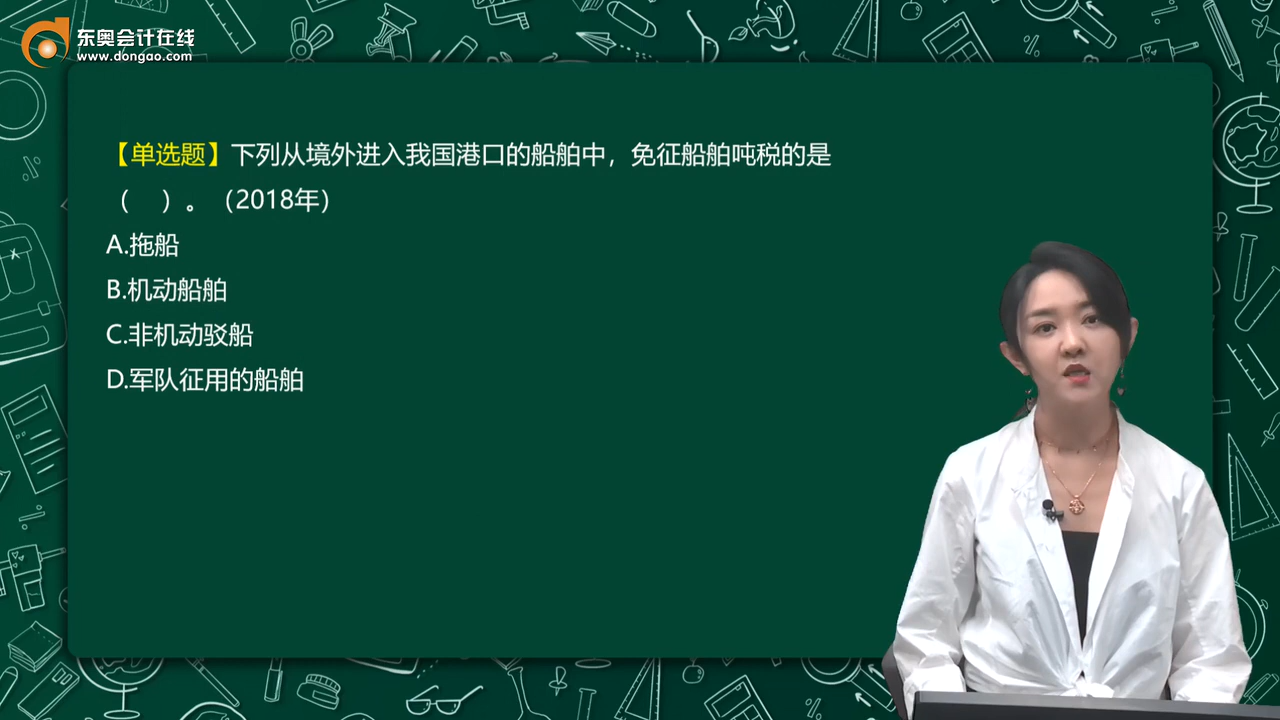 东奥会计在线
www.dongao.com
【单选题】下列从境外进入我国港口的船舶中，免征船舶吨税的是
（ ）。（2018年）
A.拖船
B.机动船舶
C.非机动驳船
D.军队征用的船舶